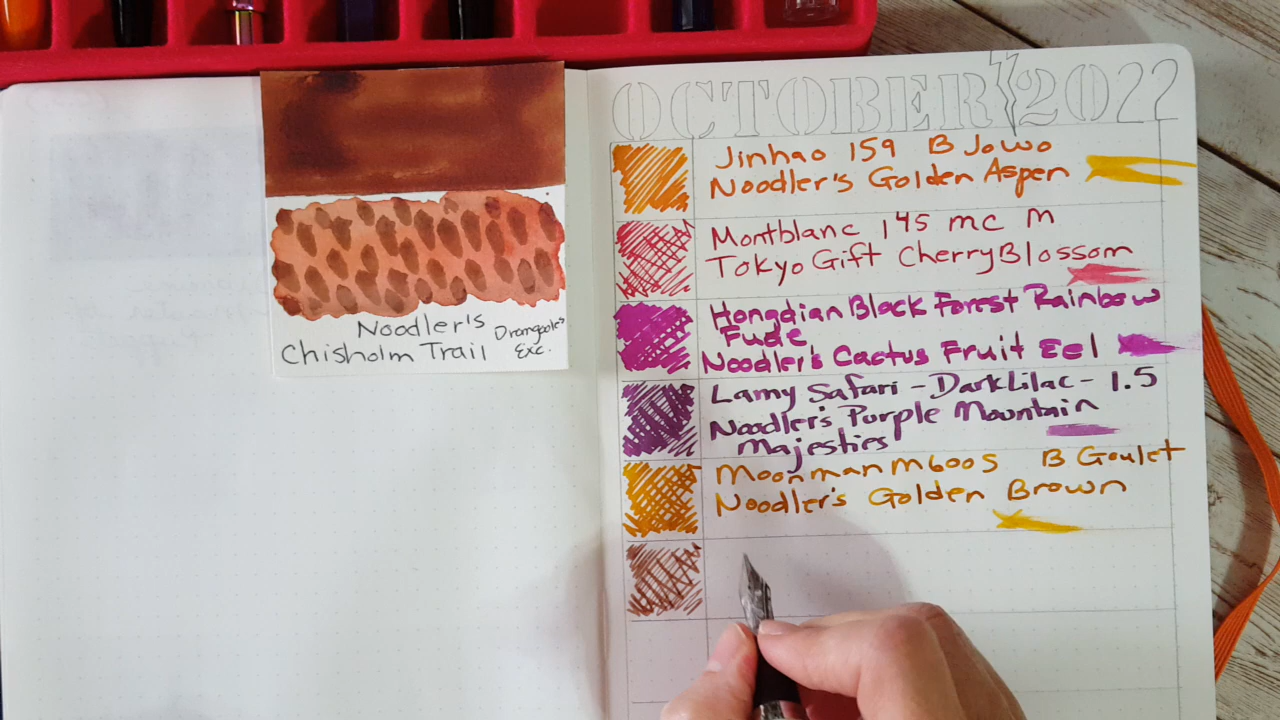 Noodler's
Chisholm Trail
Exc.
OCTOBER 2022
Jinhao 159 B Jowo
Noodler's Golden Aspen
Montblanc 145 mc M
Tokyo Gift Cherry Blossom
Hongdian Black Forest Rainbow
Fude
Noodler's Cactus Fruit Eel
Lamy Safari - Dark Lilac - 1.5
Noodler's Purple Mountain
Majesties
Moonman M600S B Goulet
Noodler's Golden Brown